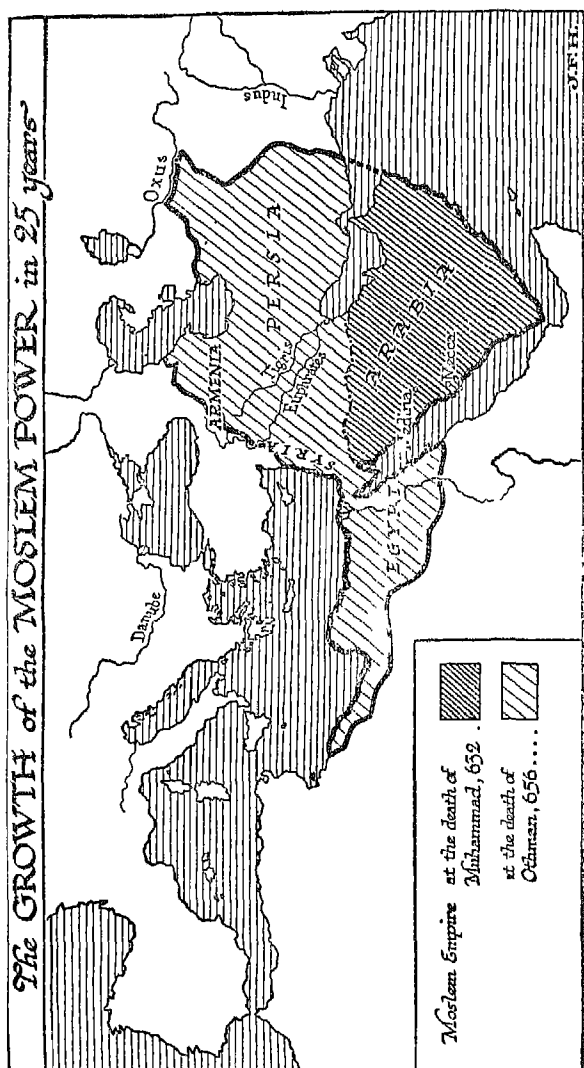 The GROWTH of the MOSLEM POWER in 25 years
Oxus
Indus
Danube
ARMENIA
PERSIA
Tigris
Euphrates
SYRIA
ARABIA
Medina
Mecca
EGYPT
Moslem Empire at the death of
Muhammad, 632 .
at the death of
Othman, 656....
J.F.H.